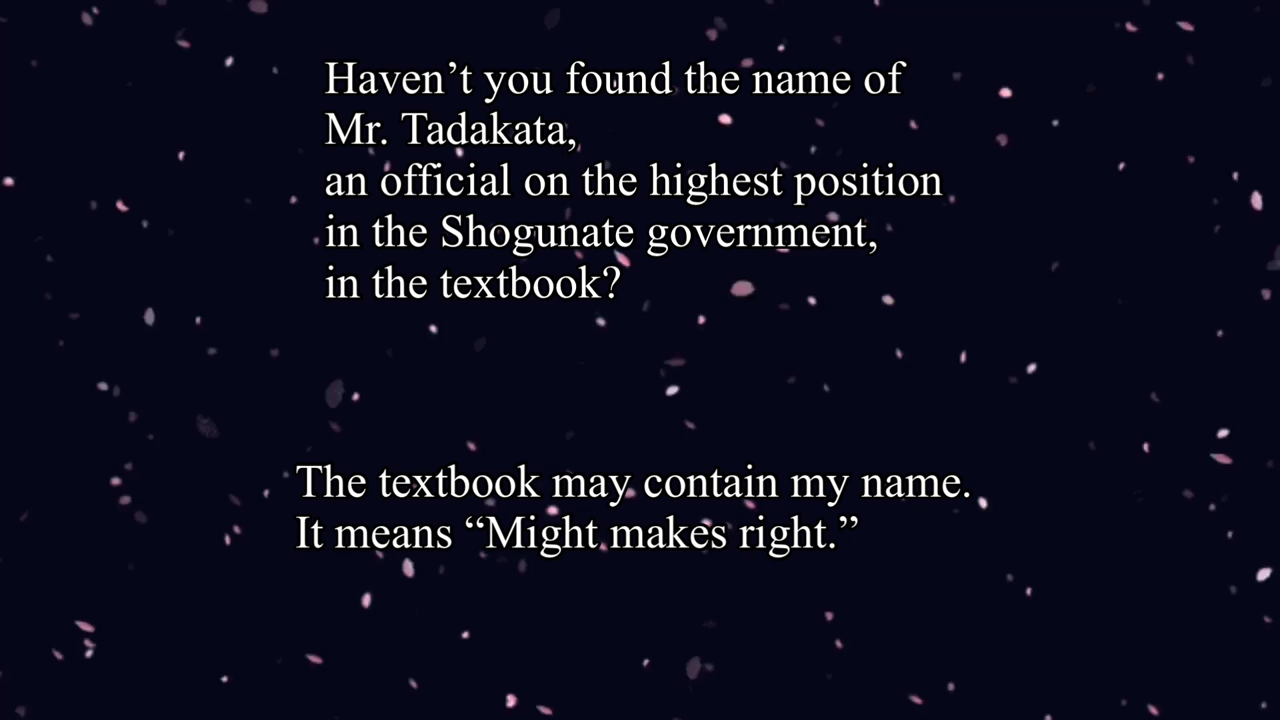 Haven’t you found the name of
Mr. Tadakata,
an official on the highest position
in the Shogunate government,
in the textbook?
The textbook may contain my name.
It means “Might makes right.”